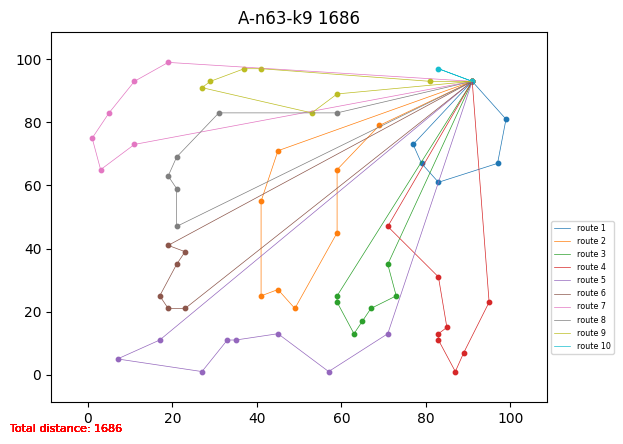 A-n63-k9 1686
100
80
60
40
20
0
0 20 40 60 80 100
route 1
route 2
route 3
route 4
route 5
route 6
route 7
route 8
route 9
route 10
Total distance: 1686